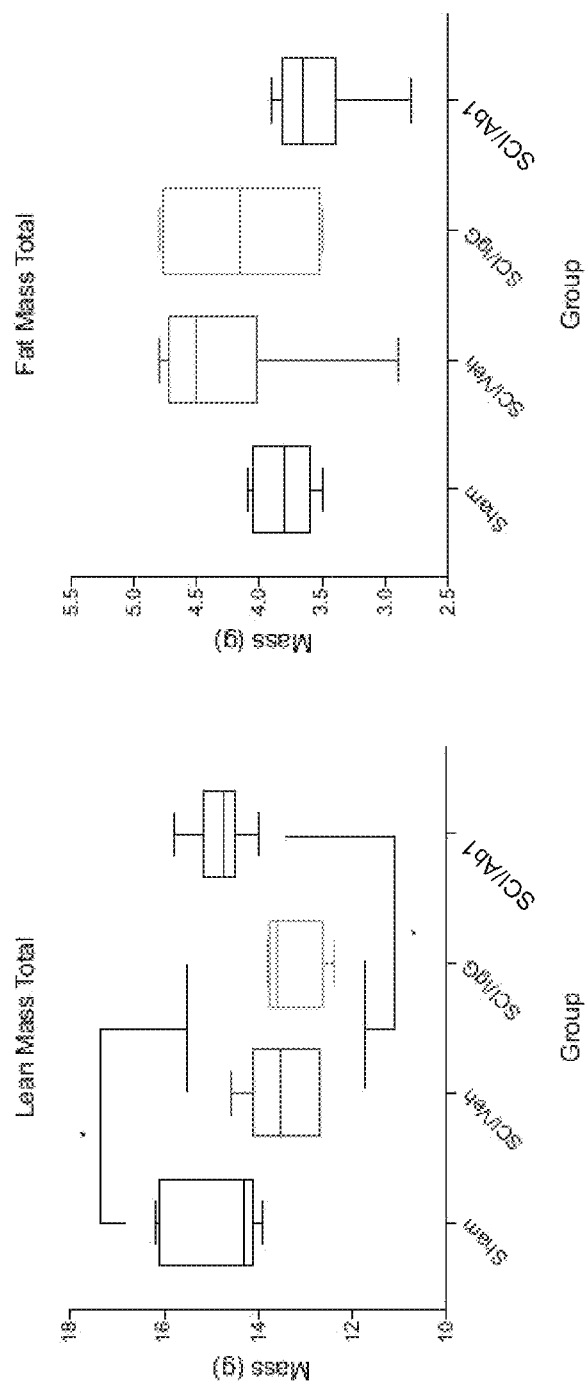 Lean Mass Total
Mass (g)
18
16
14
12
10
Sham
SCI/Veh
SCI/IgG
SCI/Ab1
Group
*
*
Fat Mass Total
Mass (g)
5.5
5.0
4.5
4.0
3.5
3.0
2.5
Sham
SCI/Veh
SCI/IgG
SCI/Ab1
Group